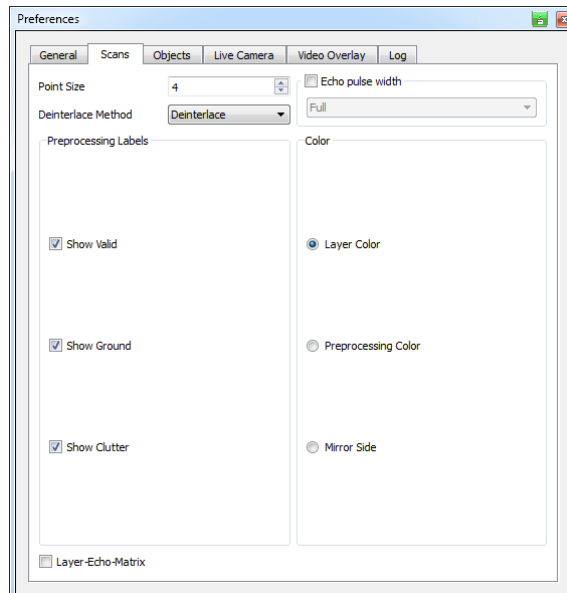 Preferences
General Scans Objects Live Camera Video Overlay Log
Point Size 4
Echo pulse width
Deinterlace Method Deinterlace
Full
Preprocessing Labels
Color
Show Valid
Layer Color
Show Ground
Preprocessing Color
Show Clutter
Mirror Side
Layer-Echo-Matrix